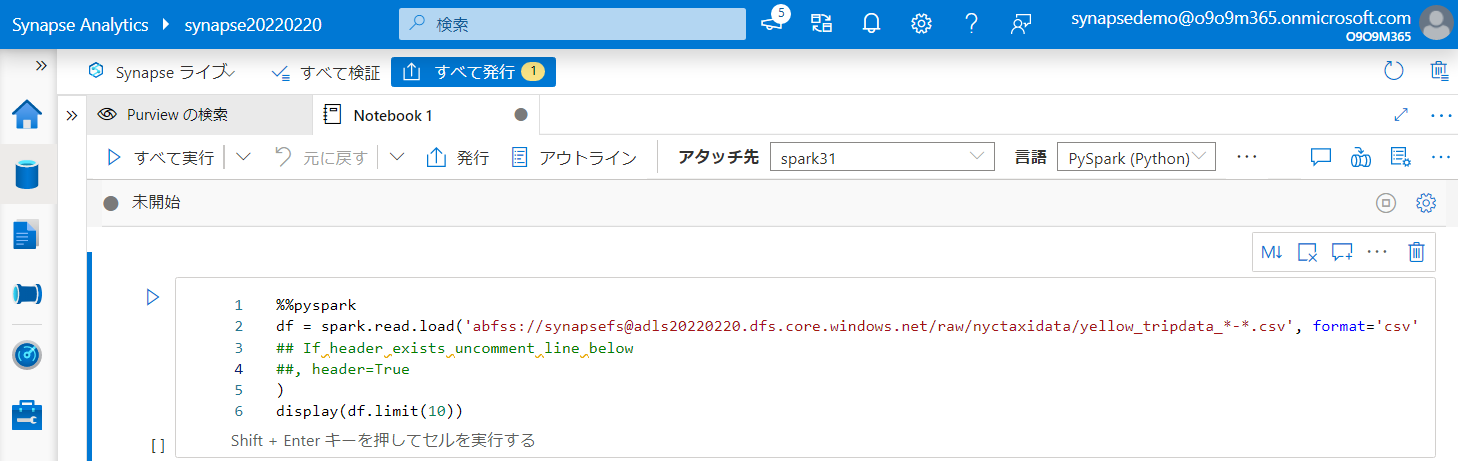 Synapse Analytics synapse20220220 検索 5 synapsedemo@o9o9m365.onmicrosoft.com
O9O9M365
Synapse ライブ すべて検証 すべて発行 1
Purview の検索 Notebook 1
すべて実行 元に戻す 発行 アウトライン アタッチ先 spark31 言語 PySpark (Python)
未開始
M↓
1 %%pyspark
2 df = spark.read.load('abfss://synapsefs@adls20220220.dfs.core.windows.net/raw/nyctaxidata/yellow_tripdata_*-*.csv', format='csv'
3 ## If header exists uncomment line below
4 ##, header=True
5 )
6 display(df.limit(10))
Shift + Enter キーを押してセルを実行する
[ ]